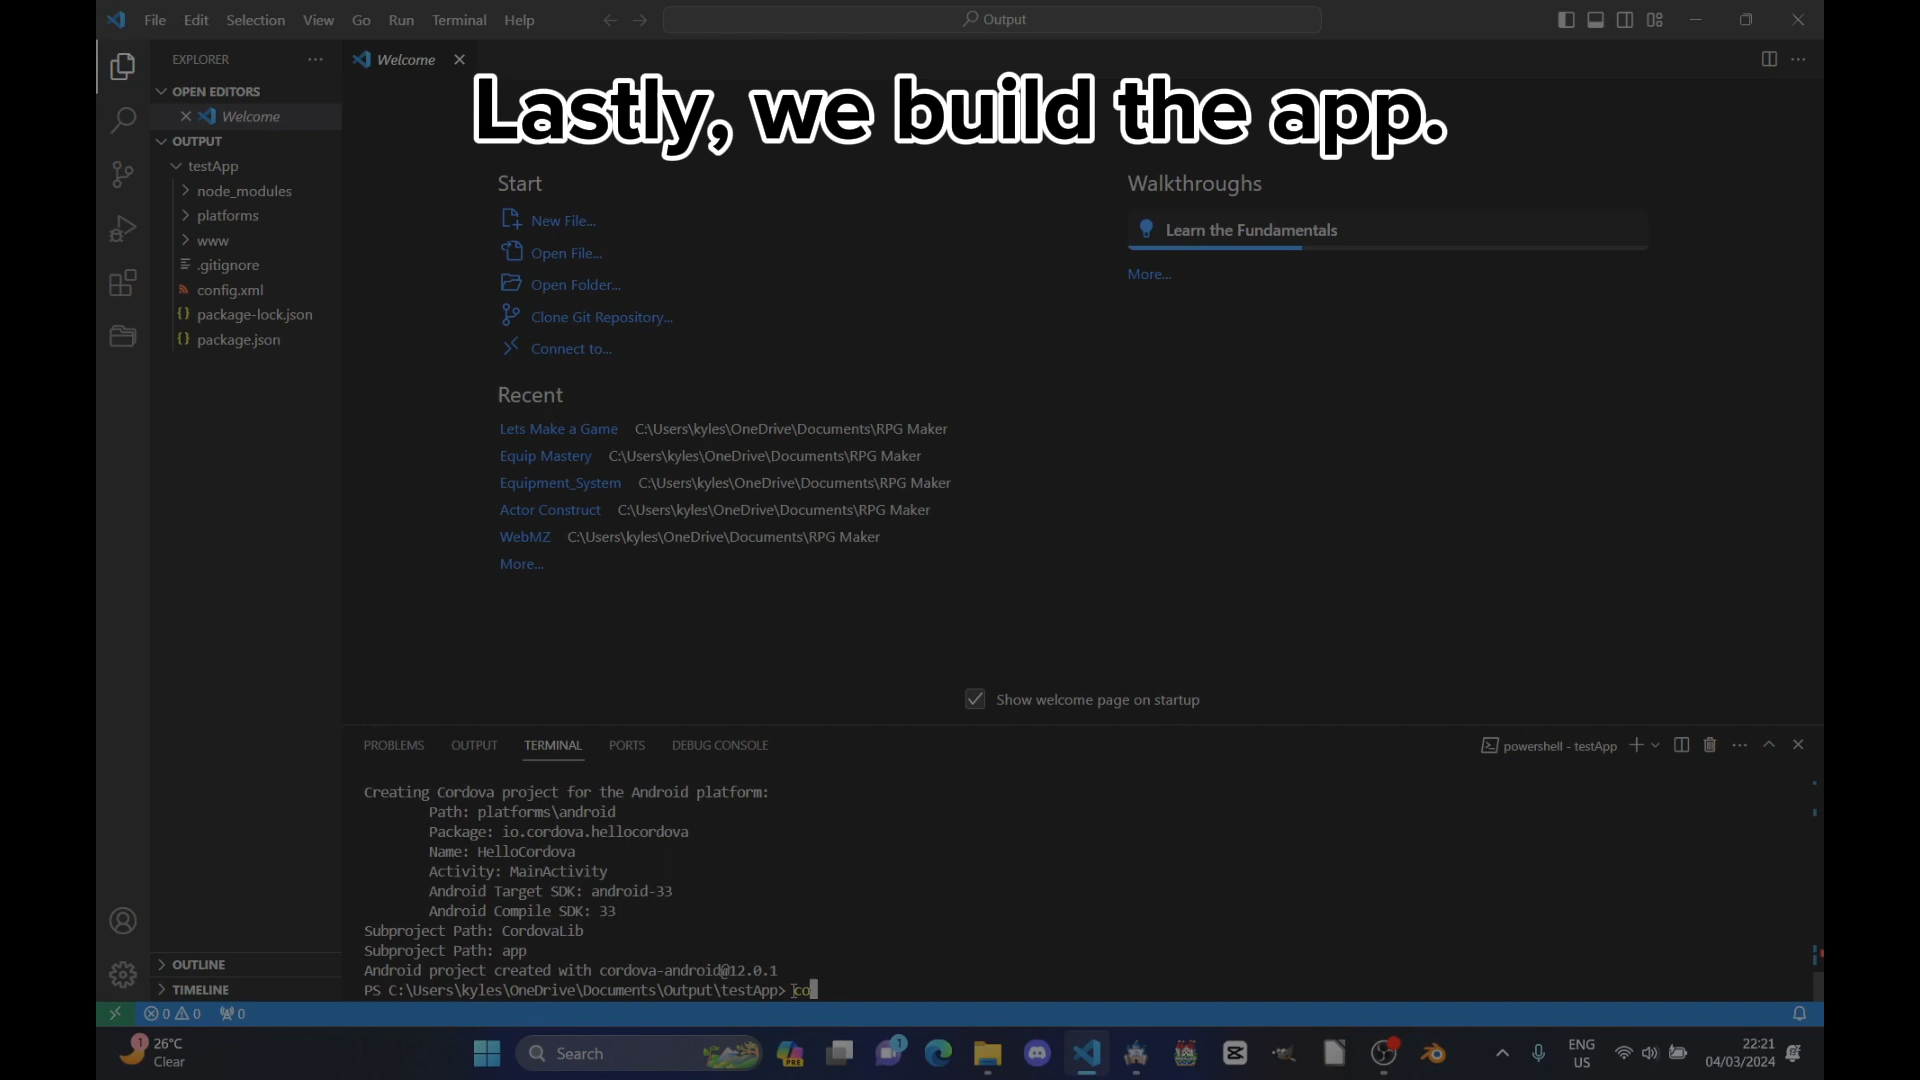 File Edit Selection View Go Run Terminal Help
Output
EXPLORER
Welcome
Lastly, we build the app.
OPEN EDITORS
Welcome
OUTPUT
testApp
node_modules
platforms
www
.gitignore
config.xml
package-lock.json
package.json
Start
New File...
Open File...
Open Folder...
Clone Git Repository...
Connect to...
Walkthroughs
Learn the Fundamentals
More...
Recent
Lets Make a Game C:\Users\kyles\OneDrive\Documents\RPG Maker
Equip Mastery C:\Users\kyles\OneDrive\Documents\RPG Maker
Equipment_System C:\Users\kyles\OneDrive\Documents\RPG Maker
Actor Construct C:\Users\kyles\OneDrive\Documents\RPG Maker
WebMZ C:\Users\kyles\OneDrive\Documents\RPG Maker
More...
Show welcome page on startup
PROBLEMS OUTPUT TERMINAL PORTS DEBUG CONSOLE
powershell - testApp
Creating Cordova project for the Android platform:
Path: platforms\android
Package: io.cordova.hellocordova
Name: HelloCordova
Activity: MainActivity
Android Target SDK: android-33
Android Compile SDK: 33
Subproject Path: CordovaLib
Subproject Path: app
Android project created with cordova-android@12.0.1
PS C:\Users\kyles\OneDrive\Documents\Output\testApp> co
OUTLINE
TIMELINE
0 0 0
1
26°C
Clear
Search
PRE
1
ENG
US
22:21
04/03/2024